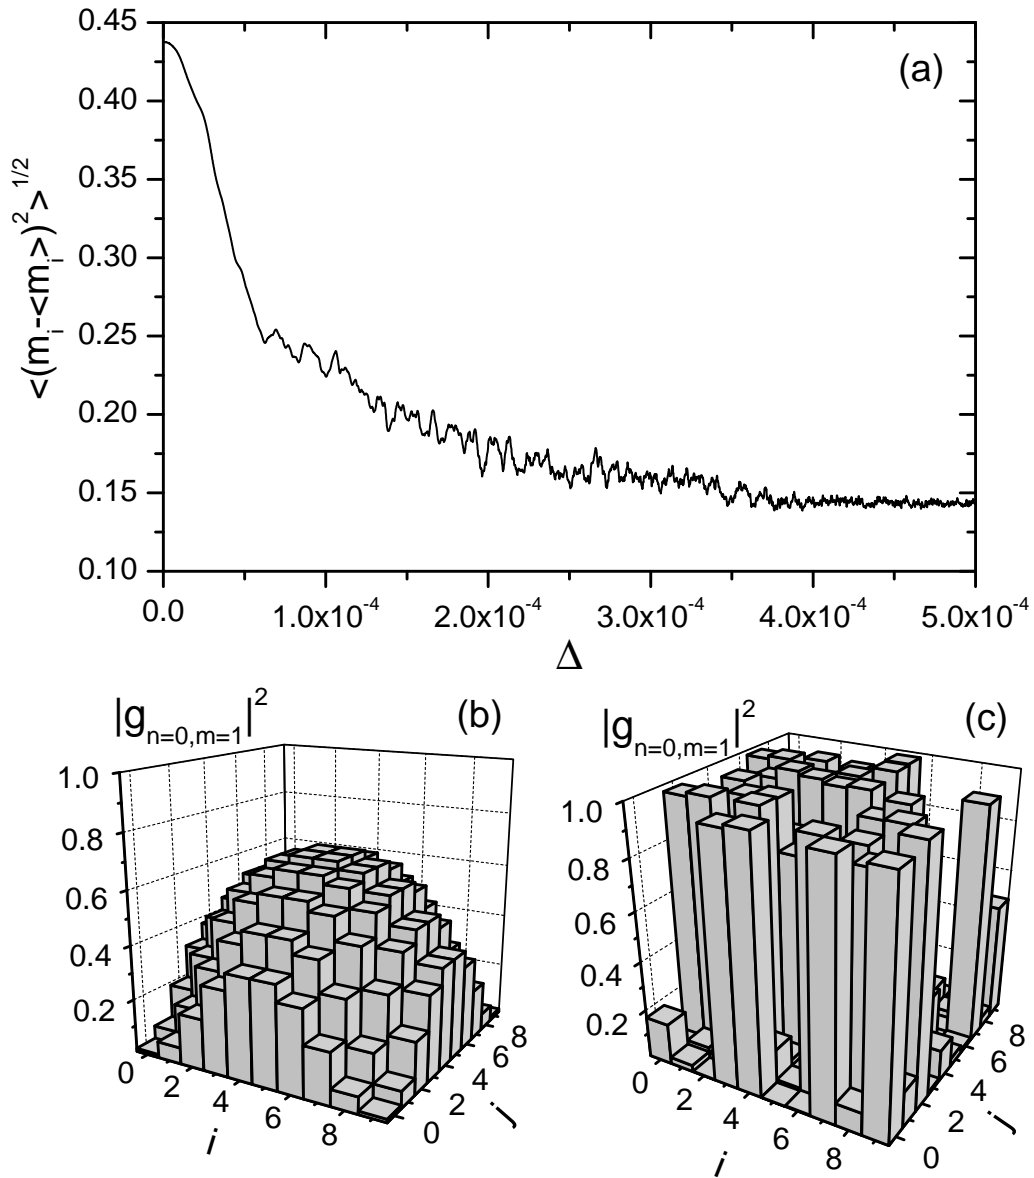 (a)
<(m_i-<m_i>)^2>^1/2
0.45
0.40
0.35
0.30
0.25
0.20
0.15
0.10
0.0 1.0x10^-4 2.0x10^-4 3.0x10^-4 4.0x10^-4 5.0x10^-4
Δ
|g_n=0,m=1|^2 (b)
1.0
0.8
0.6
0.4
0.2
0 2 4 6 8
i
0 2 4 6 8
j
|g_n=0,m=1|^2 (c)
1.0
0.8
0.6
0.4
0.2
0 2 4 6 8
i
0 2 4 6 8
j